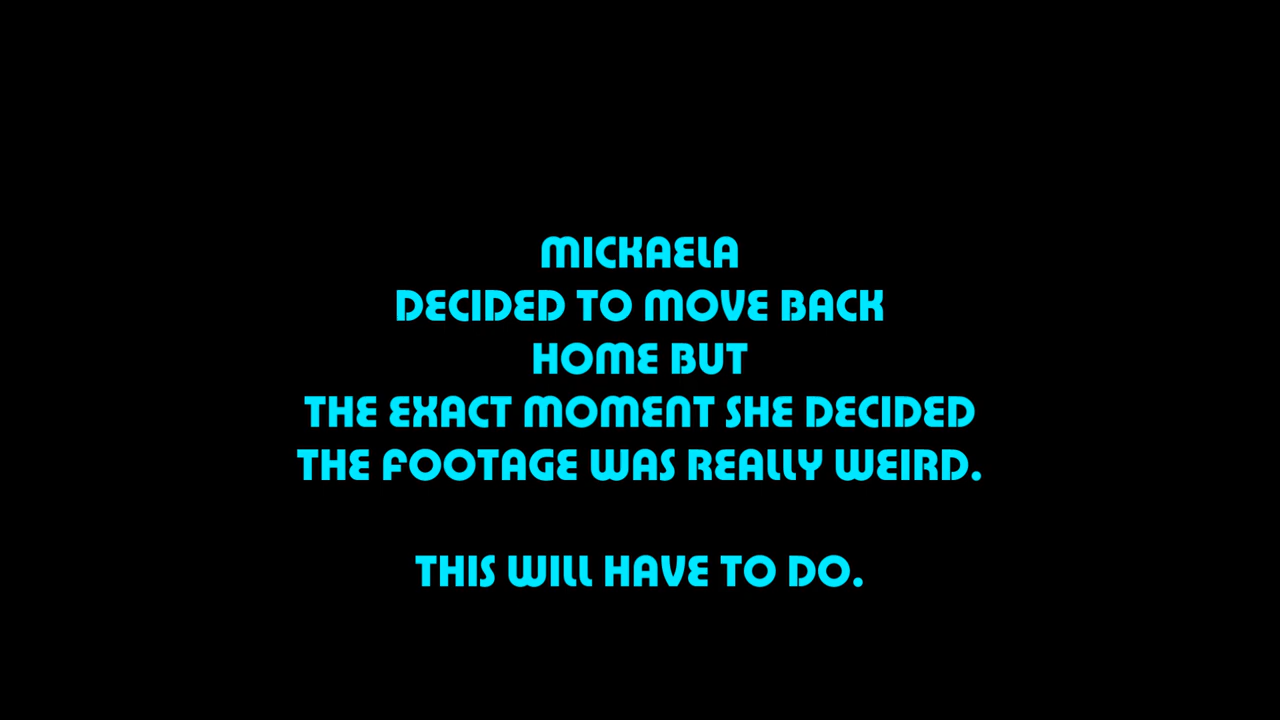 MICKAELA
DECIDED TO MOVE BACK
HOME BUT
THE EXACT MOMENT SHE DECIDED
THE FOOTAGE WAS REALLY WEIRD.
THIS WILL HAVE TO DO.